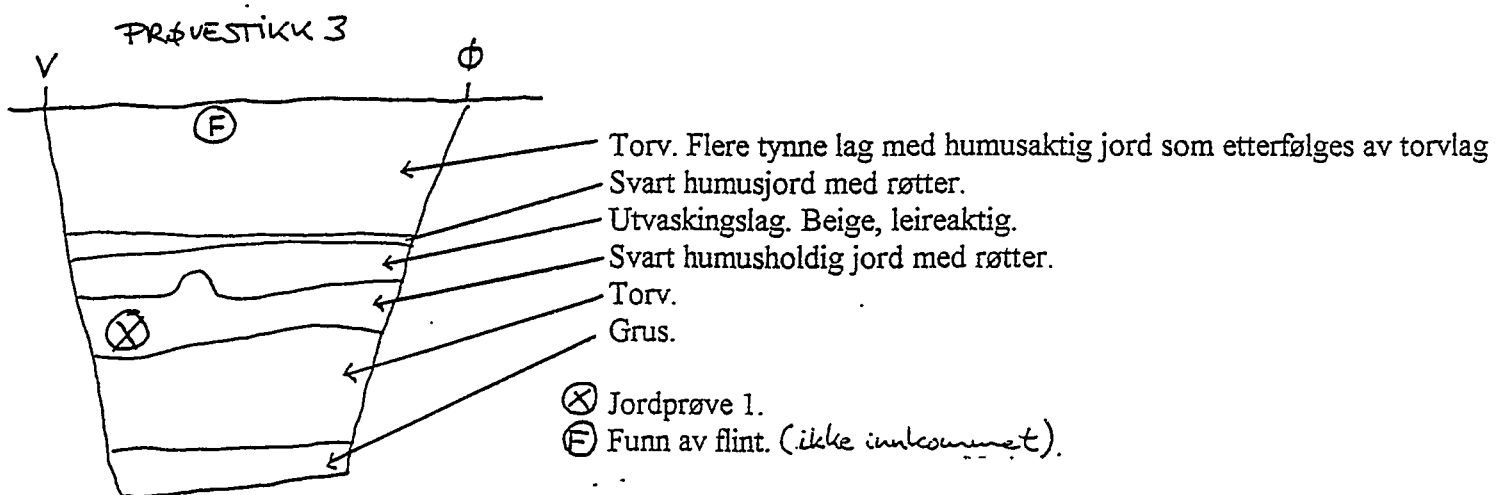 PRØVESTIKK 3
V
Ø
F
Torv. Flere tynne lag med humusaktig jord som etterfølges av torvlag
Svart humusjord med røtter.
Utvaskingslag. Beige, leireaktig.
Svart humusholdig jord med røtter.
Torv.
X
Grus.
X Jordprøve 1.
F Funn av flint. (ikke innkommet).